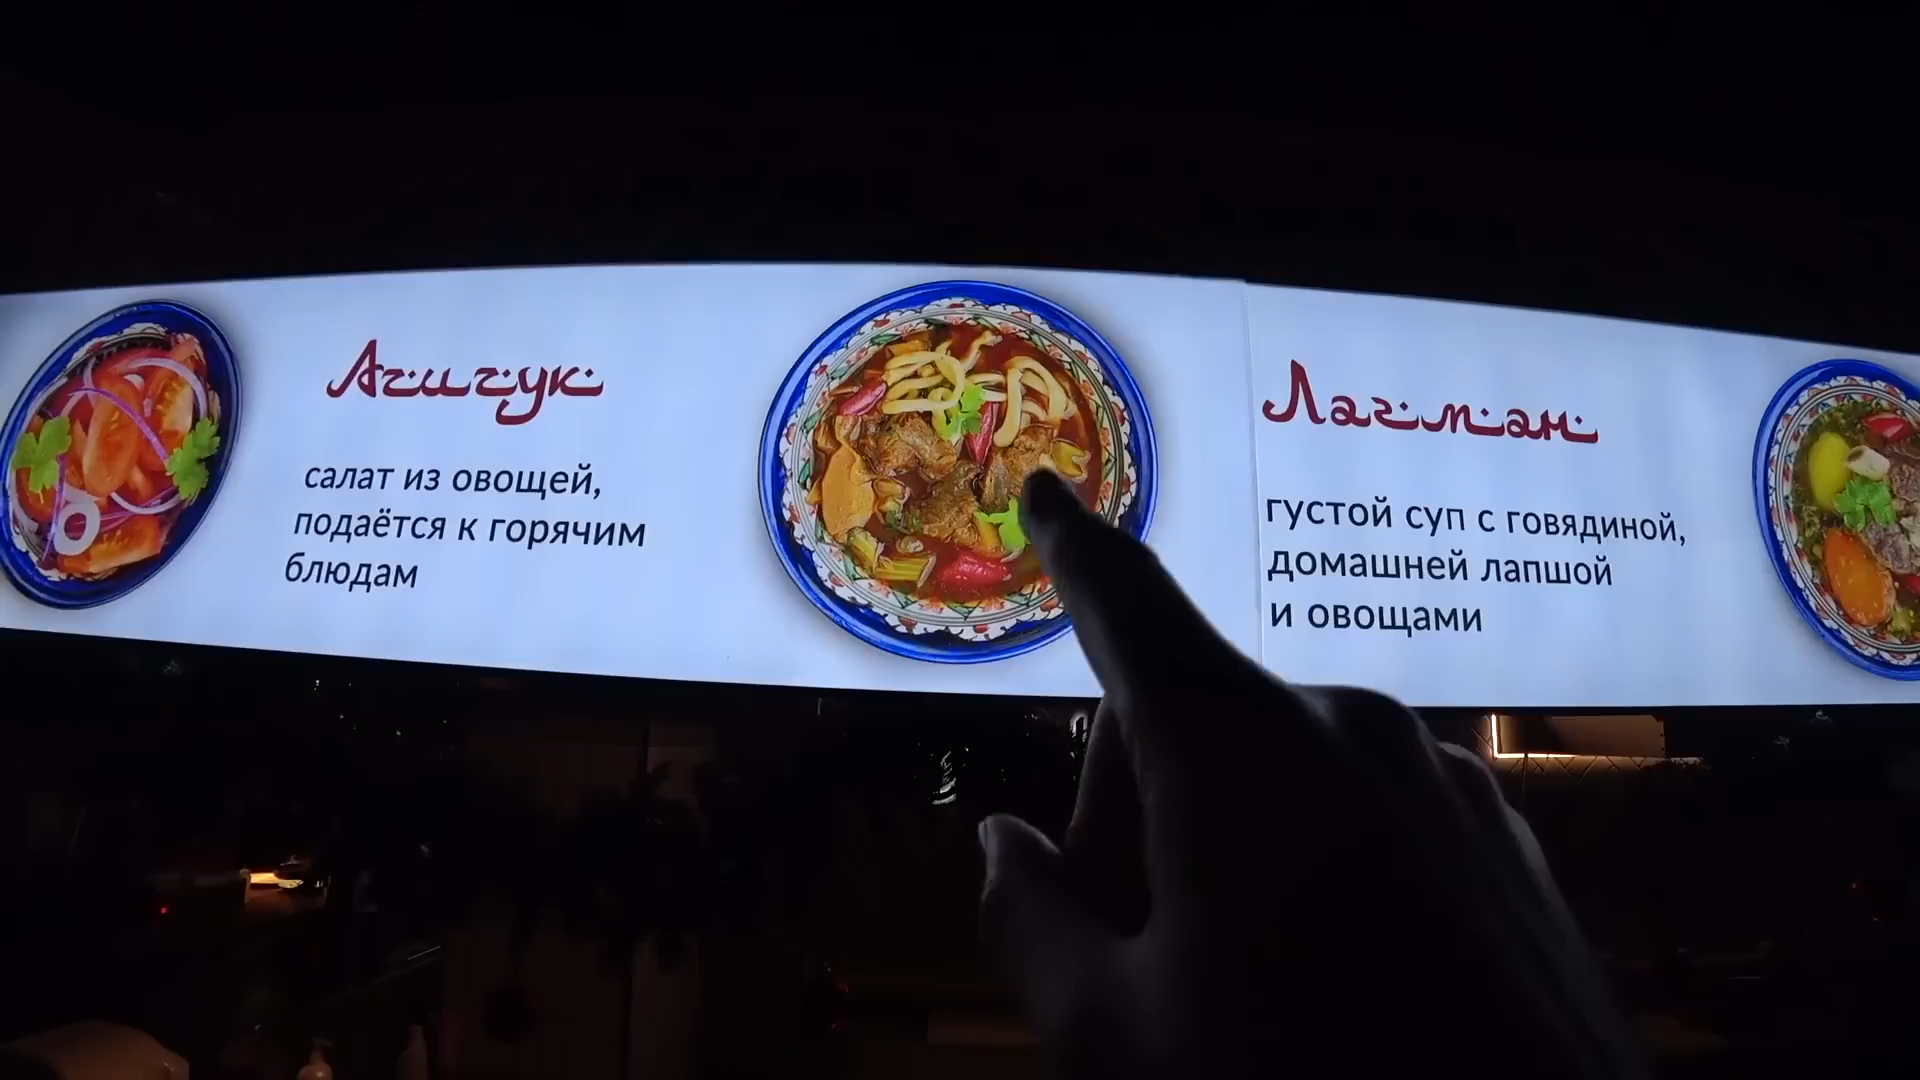 Ачичук
салат из овощей,
подаётся к горячим
блюдам
Лагман
густой суп с говядиной,
домашней лапшой
и овощами